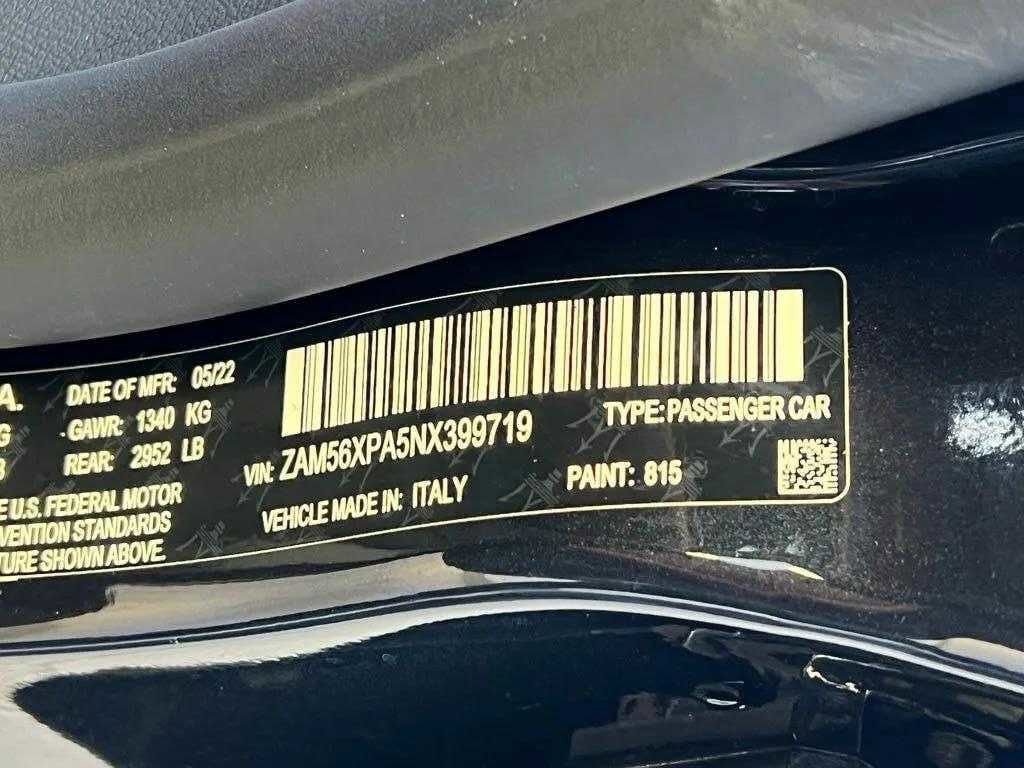 A. DATE OF MFR: 05/22
G GAWR: 1340 KG
B REAR: 2952 LB
VIN: ZAM56XPA5NX399719 TYPE: PASSENGER CAR
E U.S. FEDERAL MOTOR
VENTION STANDARDS
TURE SHOWN ABOVE.
VEHICLE MADE IN: ITALY PAINT: 815